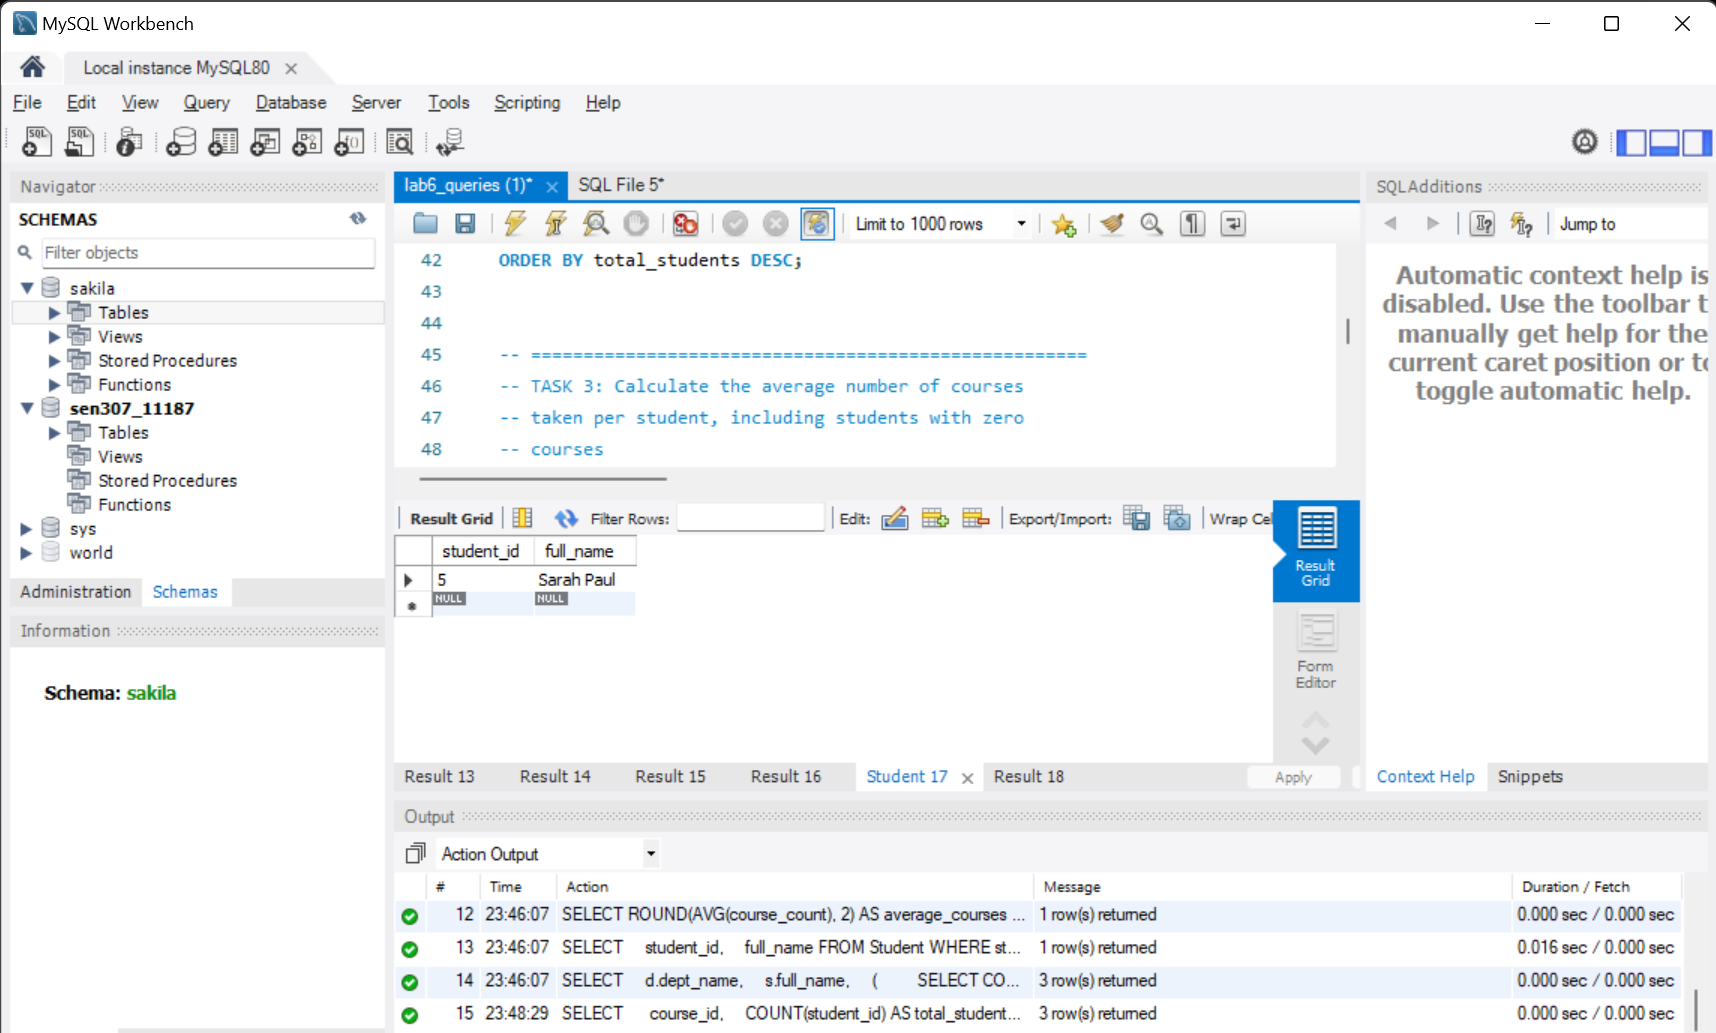 MySQL Workbench
Local instance MySQL80
File Edit View Query Database Server Tools Scripting Help
Navigator
SCHEMAS
Filter objects
sakila
Tables
Views
Stored Procedures
Functions
sen307_11187
Tables
Views
Stored Procedures
Functions
sys
world
Administration Schemas
Information
Schema: sakila
lab6_queries (1)* SQL File 5*
Limit to 1000 rows
42 ORDER BY total_students DESC;
43
44
45 -- =====================================================
46 -- TASK 3: Calculate the average number of courses
47 -- taken per student, including students with zero
48 -- courses
Result Grid Filter Rows: Edit: Export/Import: Wrap Cel
student_id full_name
5 Sarah Paul
NULL NULL
Result Grid
Form Editor
Result 13 Result 14 Result 15 Result 16 Student 17 Result 18 Apply
SQLAdditions
Jump to
Automatic context help is
disabled. Use the toolbar t
manually get help for the
current caret position or to
toggle automatic help.
Context Help Snippets
Output
Action Output
# Time Action Message Duration / Fetch
12 23:46:07 SELECT ROUND(AVG(course_count), 2) AS average_courses ... 1 row(s) returned 0.000 sec / 0.000 sec
13 23:46:07 SELECT student_id, full_name FROM Student WHERE st... 1 row(s) returned 0.016 sec / 0.000 sec
14 23:46:07 SELECT d.dept_name, s.full_name, ( SELECT CO... 3 row(s) returned 0.000 sec / 0.000 sec
15 23:48:29 SELECT course_id, COUNT(student_id) AS total_student... 3 row(s) returned 0.000 sec / 0.000 sec